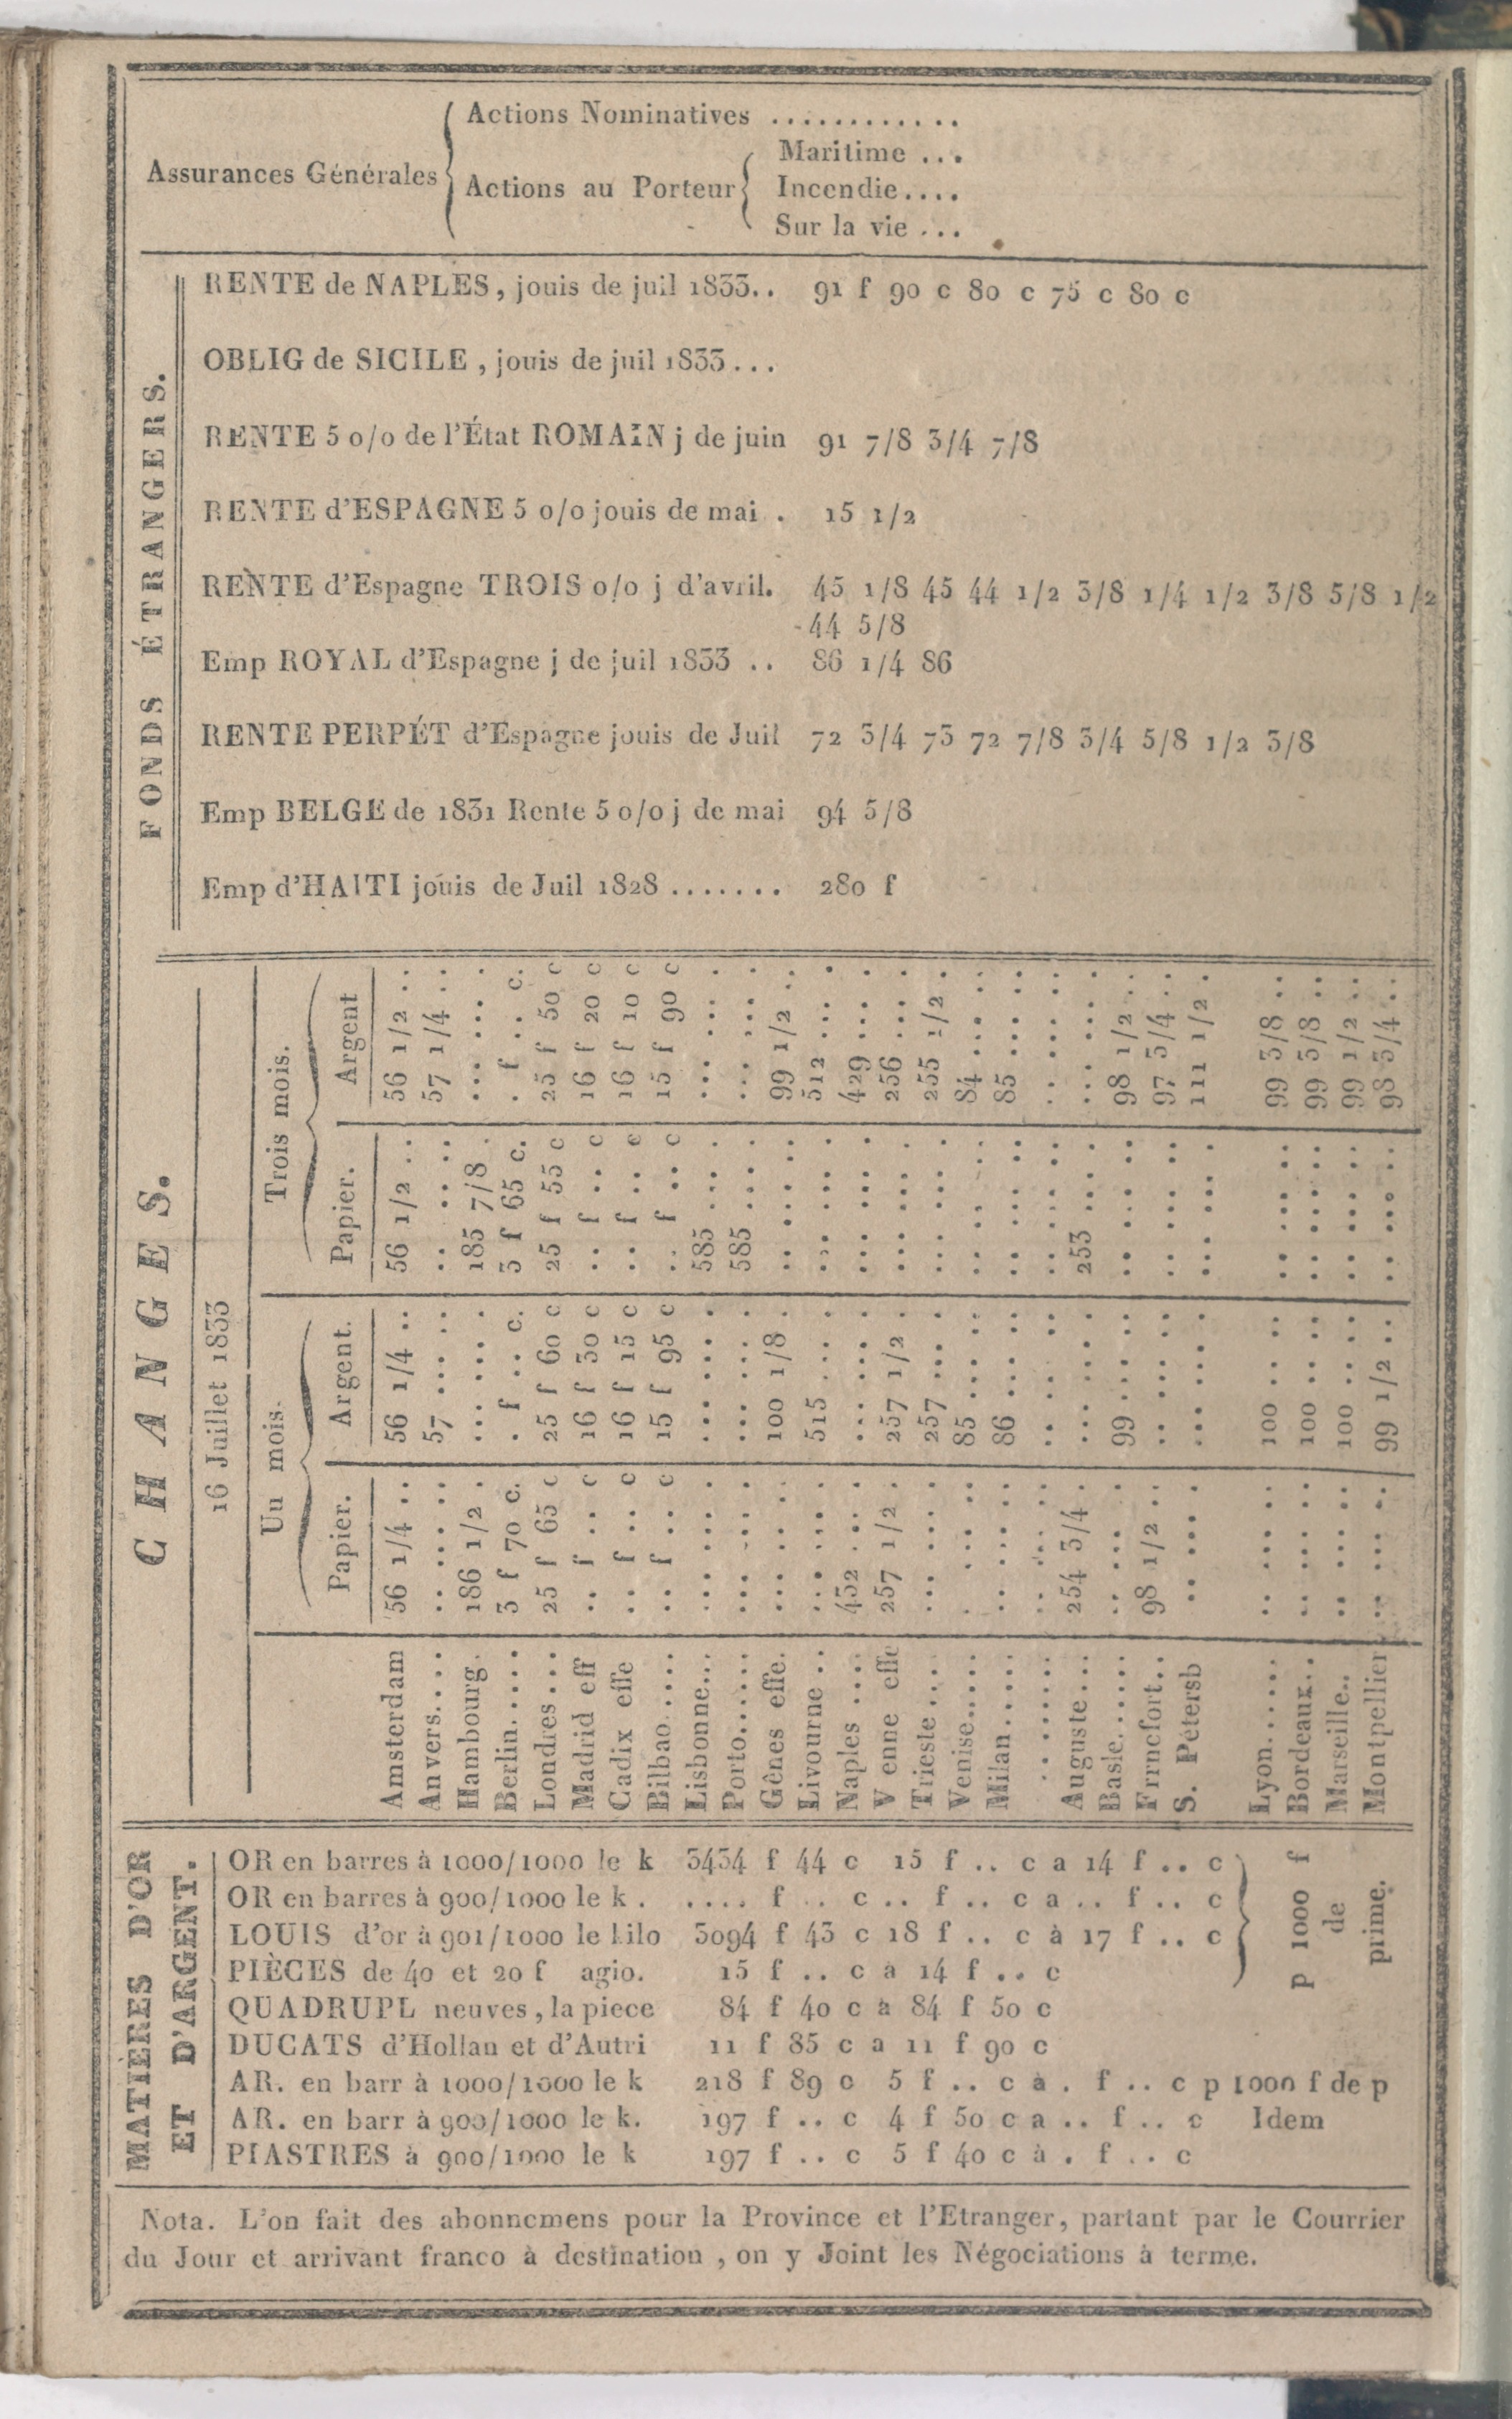 Actions Nominatives ............
Assurances Générales
Actions au Porteur
Maritime ...
Incendie....
Sur la vie ...
FONDS ÉTRANGERS.
RENTE de NAPLES, jouis de juil 1833.. 91 f 90 c 80 c 75 c 80 c
OBLIG de SICILE, jouis de juil 1833...
RENTE 5 o/o de l'État ROMAIN j de juin 91 7/8 3/4 7/8
RENTE d'ESPAGNE 5 o/o jouis de mai . 15 1/2
RENTE d'Espagne TROIS o/o j d'avril. 45 1/8 45 44 1/2 3/8 1/4 1/2 3/8 5/8 1/2
44 5/8
Emp ROYAL d'Espagne j de juil 1833 .. 86 1/4 86
RENTE PERPÉT d'Espagne jouis de Juil 72 3/4 73 72 7/8 3/4 5/8 1/2 3/8
Emp BELGE de 1831 Rente 5 o/o j de mai 94 5/8
Emp d'HAITI jouis de Juil 1828 ....... 280 f
CHANGES.
16 Juillet 1833
Un mois. Trois mois.
Papier. Argent. Papier. Argent
Amsterdam 56 1/4 .. 56 1/4 .. 56 1/2 .. 56 1/2 ..
Anvers.... .. ... .. 57 ... .. .. ... .. 57 1/4 ..
Hambourg. 186 1/2 . ... ... . 185 7/8 . ... ... .
Berlin..... 3 f 70 c. . f .. c. 3 f 65 c. . f .. c.
Londres... 25 f 65 c 25 f 60 c 25 f 55 c 25 f 50 c
Madrid eff .. f .. c 16 f 30 c .. f .. c 16 f 20 c
Cadix effe .. f .. c 16 f 15 c .. f .. c 16 f 10 c
Bilbao..... .. f .. c 15 f 95 c .. f .. c 15 f 90 c
Lisbonne... ... ... . ... ... . 585 ... . ... ... .
Porto...... ... ... . ... ... . 585 ... . ... ... .
Gênes effe. ... ... . 100 1/8 . .. ... .. 99 1/2 ..
Livourne .. ... ... . 515 ... . ... ... . 512 ... .
Naples .... 432 ... . ... ... . ... ... . 429 ... .
V enne effe 257 1/2 . 257 1/2 . ... ... . 256 ... .
Trieste.... ... ... . 257 ... . ... ... . 255 1/2 .
Venise..... . ... .. 85 ... .. .. ... .. 84 ... ..
Milan...... .. ... .. 86 ... .. .. ... .. 85 ... ..
....... .. ... .. .. ... .. .. ... .. .. ... ..
Auguste... 254 3/4 . ... ... . 253 ... . ... ... .
Basle...... .. ... .. 99 ... .. .. ... .. 98 1/2 ..
Frrncfort.. 98 1/2 .. .. ... .. .. ... .. 97 3/4 ..
S. Pétersb .. ... . ... ... . ... ... . 111 1/2 .
Lyon...... .. ... .. 100 .. .. .. ... .. 99 3/8 ..
Bordeaux... .. ... .. 100 .. .. .. ... .. 99 3/8 ..
Marseille.. .. ... .. 100 .. .. .. ... .. 99 1/2 ..
Montpellier .. ... .. 99 1/2 .. .. ... .. 98 3/4 ..
MATIÈRES D'OR
ET D'ARGENT.
OR en barres à 1000/1000 le k 3434 f 44 c 15 f .. c a 14 f .. c
OR en barres à 900/1000 le k . .... f .. c .. f .. c a .. f .. c
LOUIS d'or à 901/1000 le kilo 3094 f 43 c 18 f .. c à 17 f .. c
PIÈCES de 40 et 20 f agio. 15 f .. c à 14 f .. c
p 1000 f
de
prime.
QUADRUPL neuves, la piece 84 f 40 c à 84 f 50 c
DUCATS d'Hollan et d'Autri 11 f 85 c a 11 f 90 c
AR. en barr à 1000/1000 le k 218 f 89 c 5 f .. c à . f .. c p 1000 f de p
AR. en barr à 900/1000 le k. 197 f .. c 4 f 50 c a .. f .. c Idem
PIASTRES à 900/1000 le k 197 f .. c 5 f 40 c à . f .. c
Nota. L'on fait des abonnemens pour la Province et l'Etranger, partant par le Courrier
du Jour et arrivant franco à destination, on y Joint les Négociations à terme.